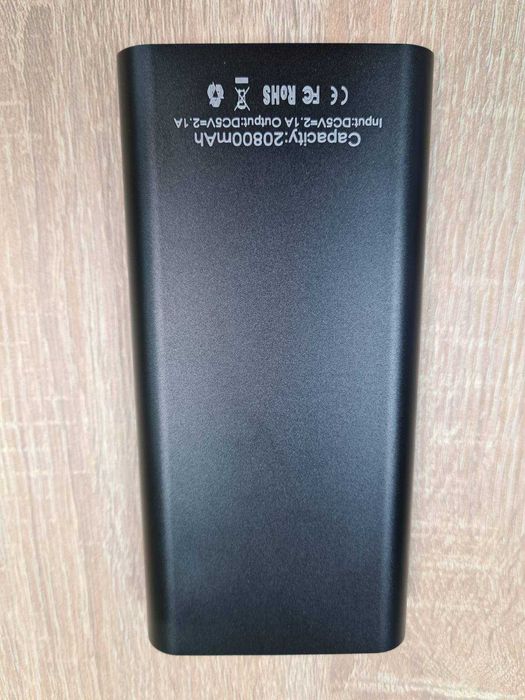 Capacity:20800mAh
Input:DC5V=2.1A Output:DC5V=2.1A
CE FC RoHS